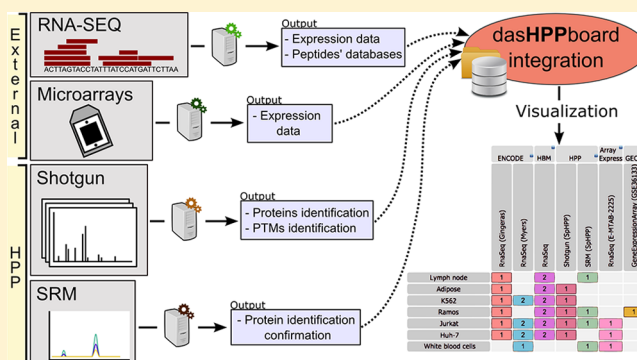 External
RNA-SEQ
ACTTAGTACCTATTTATCCATGATTCTTAA
Output
- Expression data
- Peptides' databases
Microarrays
Output
- Expression
data
HPP
Shotgun
Output
- Proteins identification
- PTMs identification
SRM
Output
- Protein identification
confirmation
dasHPPboard
integration
Visualization
ENCODE HBM HPP Array Express GEO
RnaSeq (Gingeras)
RnaSeq (Myers)
RnaSeq
Shotgun (SpHPP)
SRM (SpHPP)
RnaSeq (E-MTAB-2225)
GeneExpressionArray (GSE36133)
Lymph node 1 2 1
Adipose 1 2 1
K562 1 2 2 1
Ramos 1 2 1 1 1
Jurkat 1 2 2 1 1 1
Huh-7 1 2 2 1 1
White blood cells 1 1 1